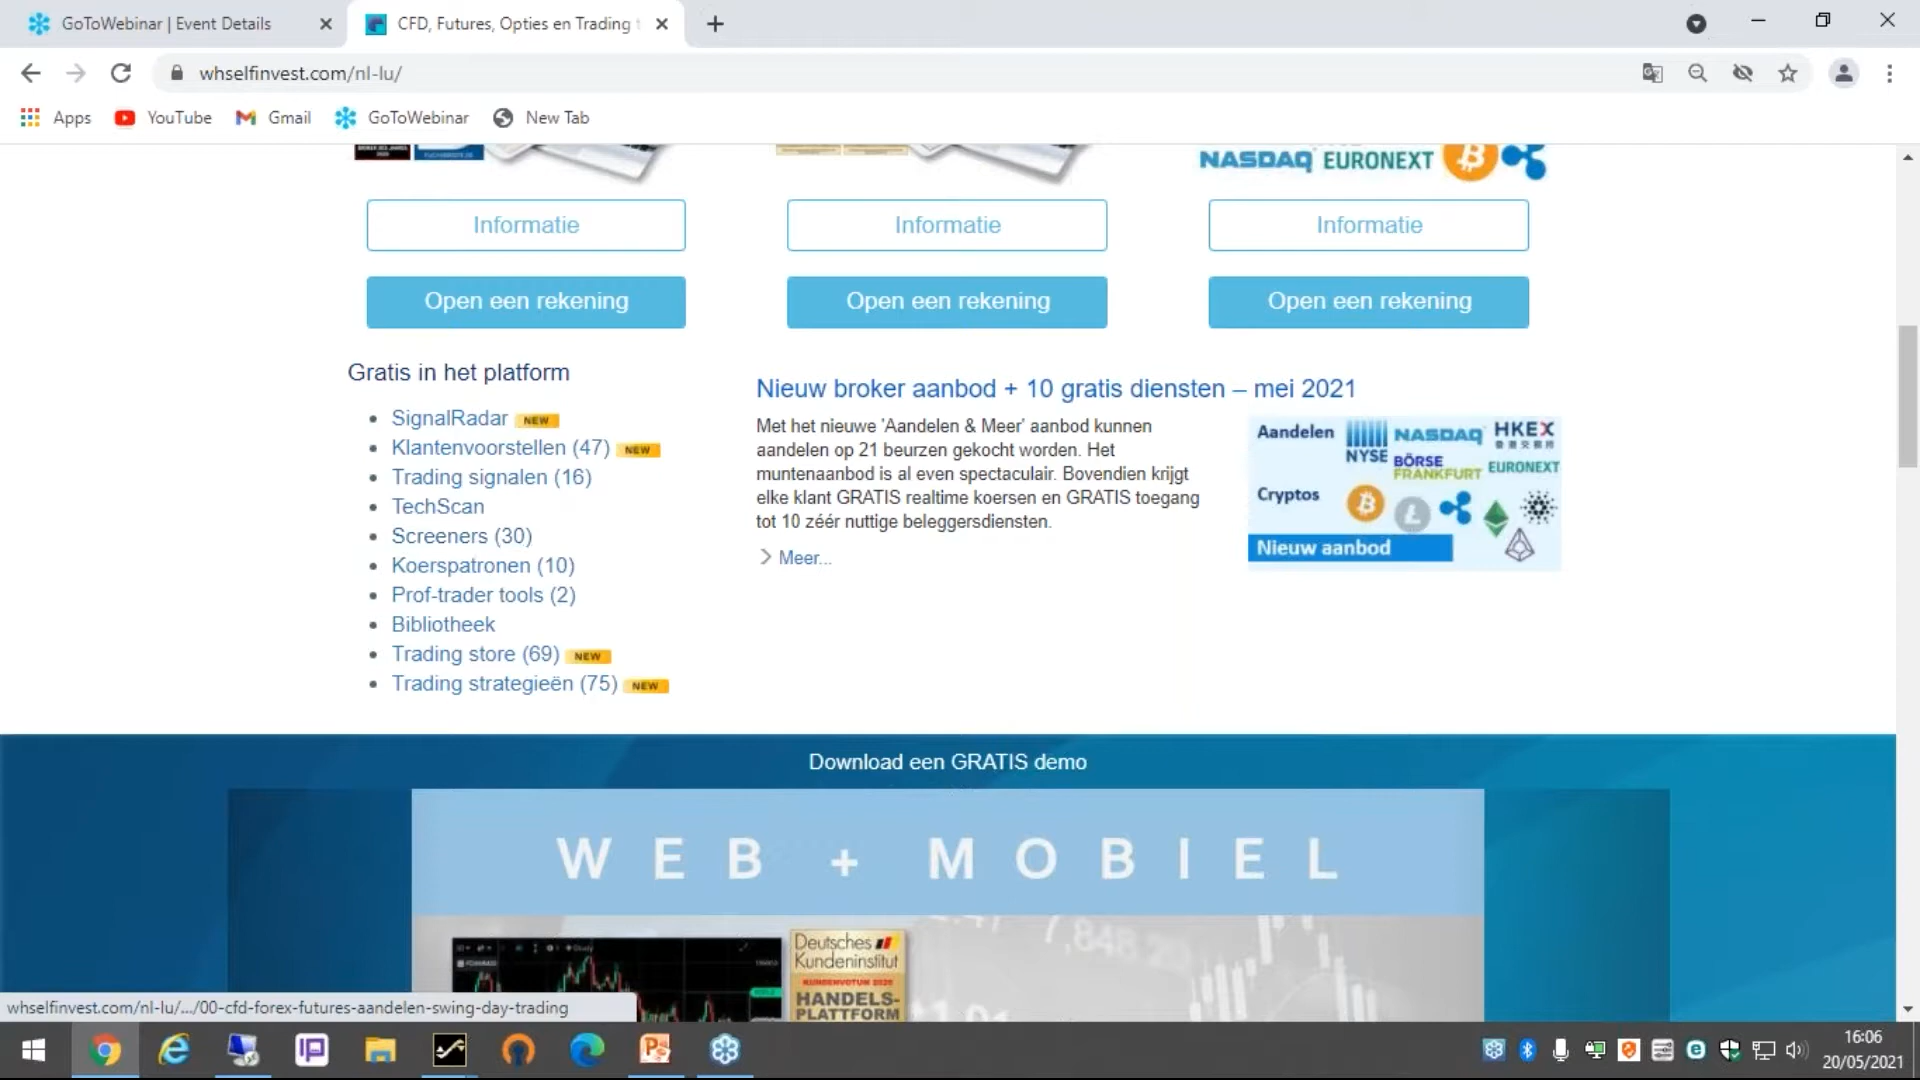 GoToWebinar | Event Details
CFD, Futures, Opties en Trading
whselfinvest.com/nl-lu/
Apps
YouTube
Gmail
GoToWebinar
New Tab
NASDAQ EURONEXT
Informatie
Informatie
Informatie
Open een rekening
Open een rekening
Open een rekening
Gratis in het platform
SignalRadar NEW
Klantenvoorstellen (47) NEW
Trading signalen (16)
TechScan
Screeners (30)
Koerspatronen (10)
Prof-trader tools (2)
Bibliotheek
Trading store (69) NEW
Trading strategieën (75) NEW
Nieuw broker aanbod + 10 gratis diensten – mei 2021
Met het nieuwe 'Aandelen & Meer' aanbod kunnen
aandelen op 21 beurzen gekocht worden. Het
muntenaanbod is al even spectaculair. Bovendien krijgt
elke klant GRATIS realtime koersen en GRATIS toegang
tot 10 zéér nuttige beleggersdiensten.
Meer...
Aandelen
NYSE
NASDAQ
HKEX
BÖRSE
FRANKFURT
EURONEXT
Cryptos
Nieuw aanbod
Download een GRATIS demo
WEB + MOBIEL
Deutsches
Kundeninstitut
KUNDENVOTUM 2020
HANDELS-
PLATTFORM
whselfinvest.com/nl-lu/.../00-cfd-forex-futures-aandelen-swing-day-trading
16:06
20/05/2021